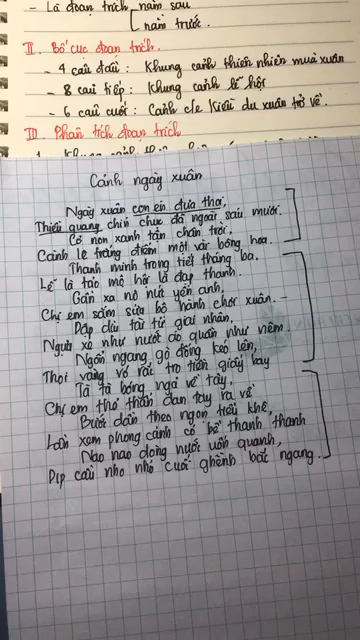 - Là đoạn trích nằm sau
nằm trước.
II. Bố cục đoạn trích.
- 4 câu đầu: Khung cảnh thiên nhiên mùa xuân
- 8 câu tiếp: Khung cảnh lễ hội
- 6 câu cuối: Cảnh c/e Kiều du xuân trở về.
III. Phân tích đoạn trích
Cảnh ngày xuân
Ngày xuân con én đưa thoi,
Thiều quang chín chục đã ngoài sáu mươi.
Cỏ non xanh tận chân trời,
Cành lê trắng điểm một vài bông hoa.
Thanh minh trong tiết tháng ba,
Lễ là tảo mộ hội là đạp thanh.
Gần xa nô nức yến anh,
Chị em sắm sửa bộ hành chơi xuân.
Dập dìu tài tử giai nhân,
Ngựa xe như nước áo quần như nêm.
Ngổn ngang gò đống kéo lên,
Thoi vàng vó rắc tro tiền giấy bay
Tà tà bóng ngả về tây,
Chị em thơ thẩn dan tay ra về
Bước dần theo ngọn tiểu khê,
Lần xem phong cảnh có bề thanh thanh
Nao nao dòng nước uốn quanh,
Dịp cầu nho nhỏ cuối ghềnh bắc ngang.